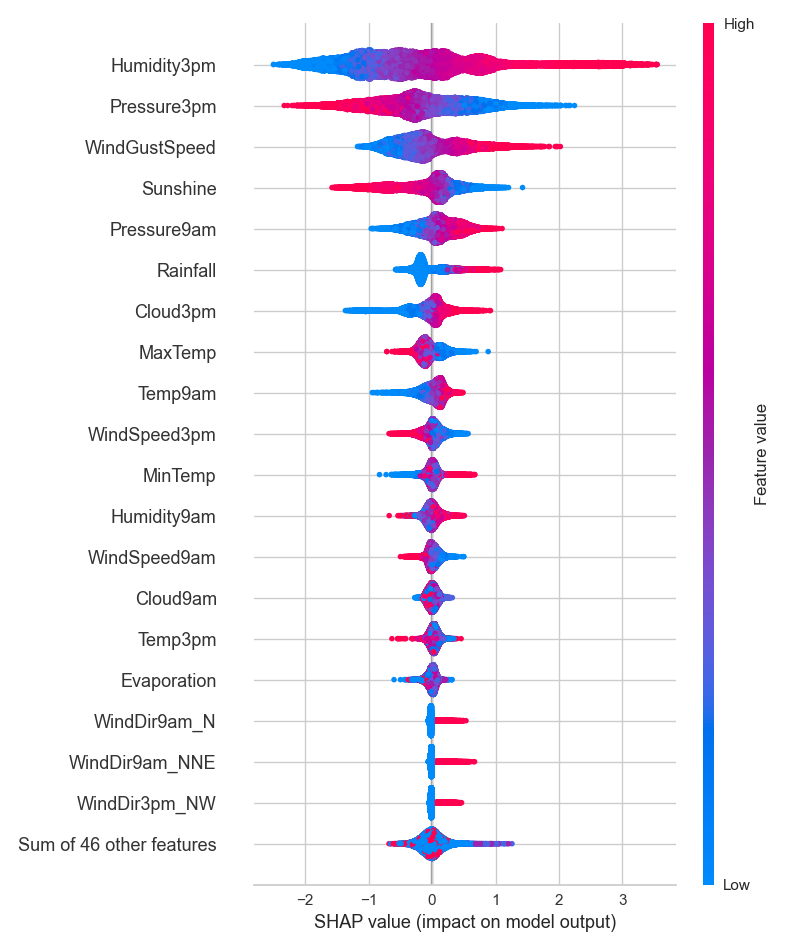 High
Humidity3pm
Pressure3pm
WindGustSpeed
Sunshine
Pressure9am
Rainfall
Cloud3pm
MaxTemp
Temp9am
WindSpeed3pm
MinTemp
Humidity9am
WindSpeed9am
Cloud9am
Temp3pm
Evaporation
WindDir9am_N
WindDir9am_NNE
WindDir3pm_NW
Sum of 46 other features
Feature value
Low
−2 −1 0 1 2 3
SHAP value (impact on model output)